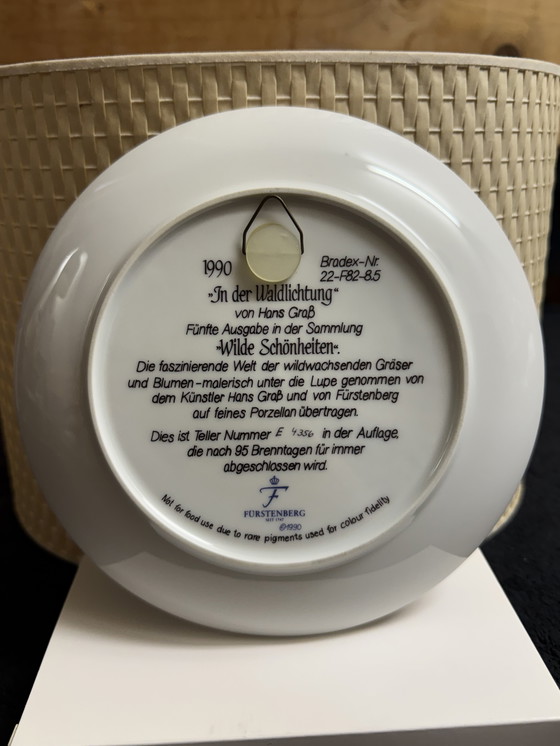 1990
Bradex-Nr.
22-F82-8.5
„In der Waldlichtung“
von Hans Graß
Fünfte Ausgabe in der Sammlung
„Wilde Schönheiten“.
Die faszinierende Welt der wildwachsenden Gräser
und Blumen-malerisch unter die Lupe genommen von
dem Künstler Hans Graß und von Fürstenberg
auf feines Porzellan übertragen.
Dies ist Teller Nummer E 4356 in der Auflage,
die nach 95 Brenntagen für immer
abgeschlossen wird.
F
FÜRSTENBERG
SEIT 1747
©1990
Not for food use due to rare pigments used for colour fidelity